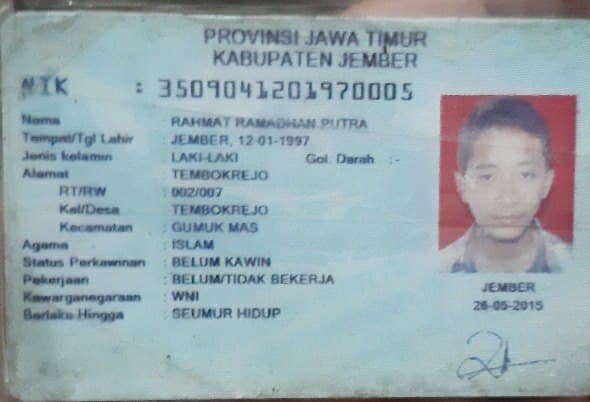 PROVINSI JAWA TIMUR
KABUPATEN JEMBER
NIK : 3509041201970005
Nama : RAHMAT RAMADHAN PUTRA
Tempat/Tgl Lahir : JEMBER, 12-01-1997
Jenis kelamin : LAKI-LAKI Gol. Darah : -
Alamat : TEMBOKREJO
RT/RW : 002/007
Kel/Desa : TEMBOKREJO
Kecamatan : GUMUK MAS
Agama : ISLAM
Status Perkawinan : BELUM KAWIN
Pekerjaan : BELUM/TIDAK BEKERJA
Kewarganegaraan : WNI
Berlaku Hingga : SEUMUR HIDUP
JEMBER
26-05-2015